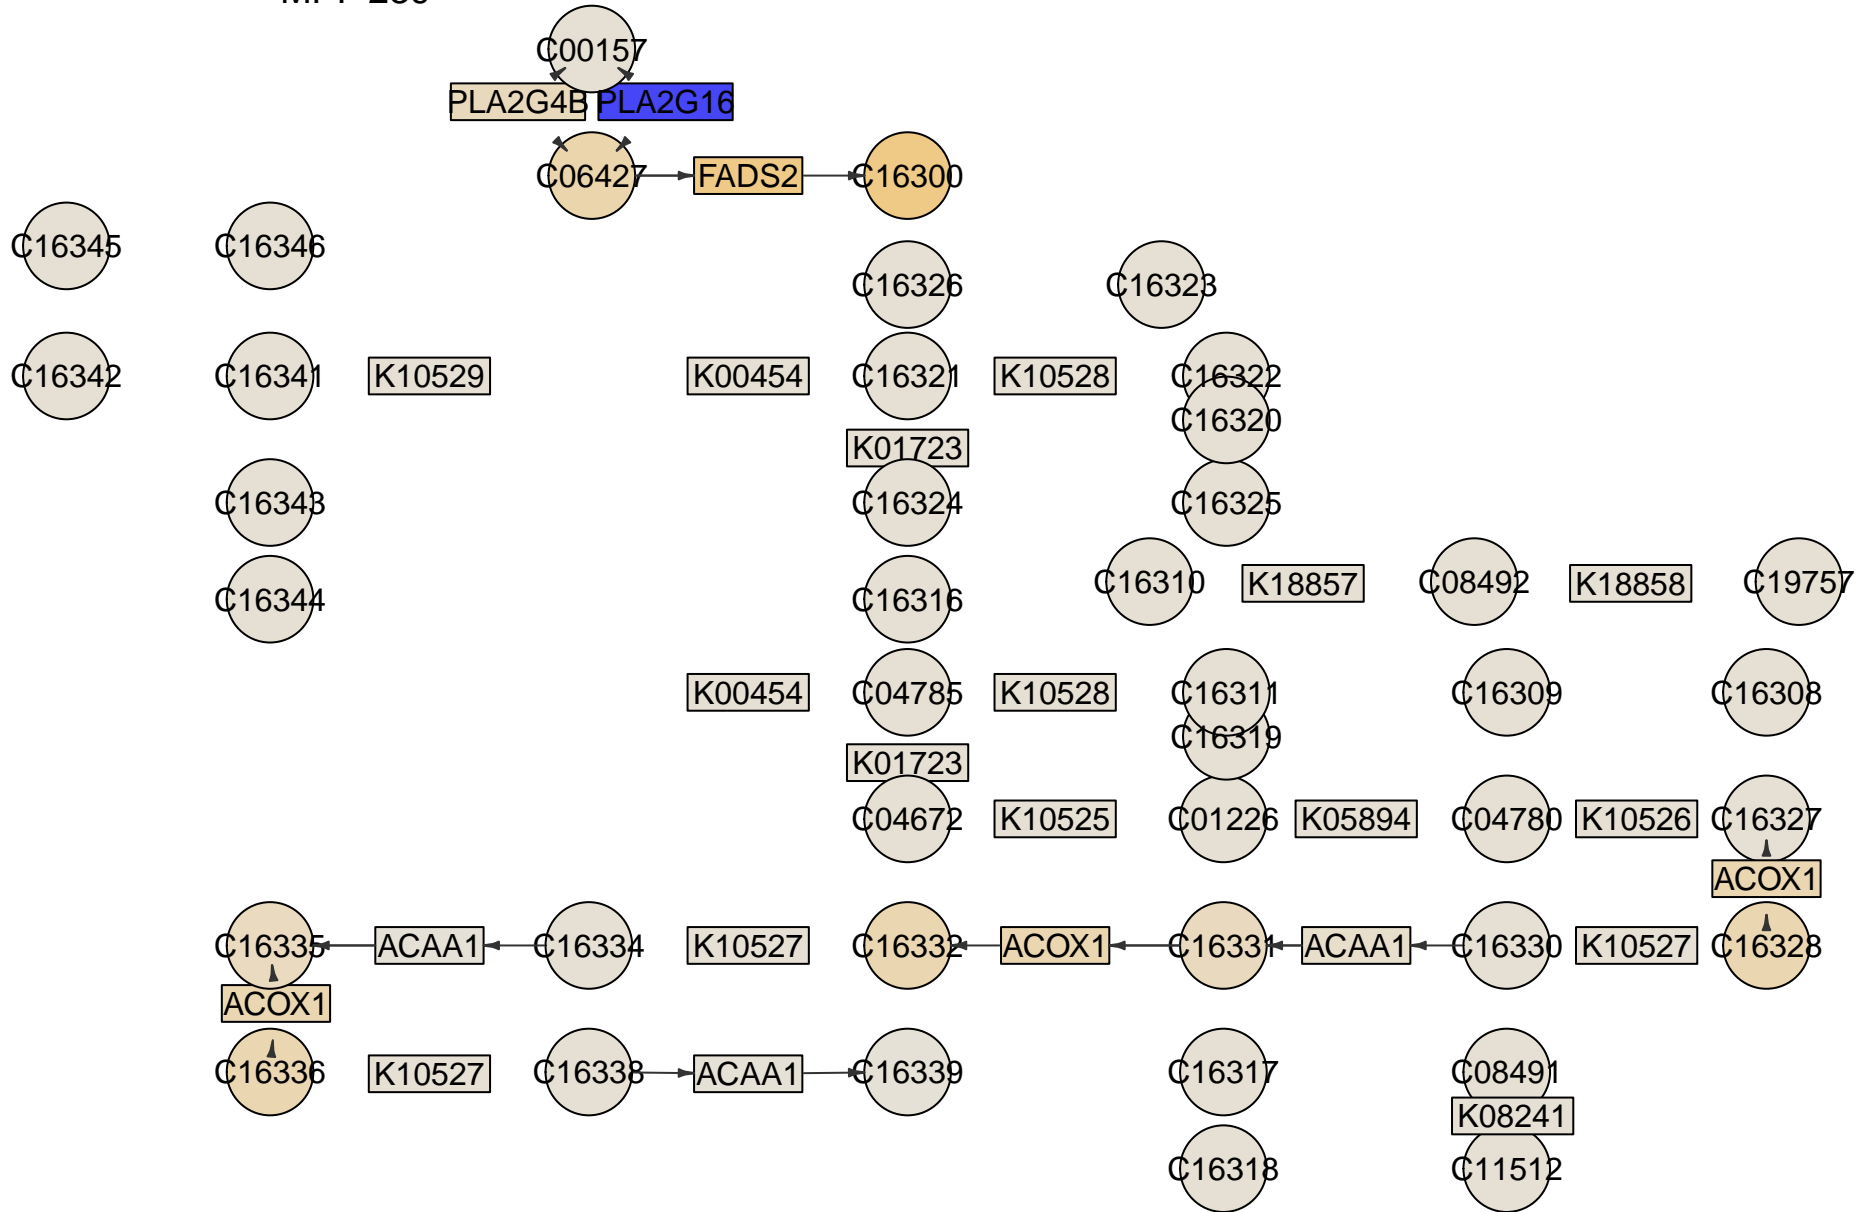 C00157
PLA2G4B PLA2G16
C06427 FADS2 C16300
C16345 C16346
C16326 C16323
C16342 C16341 K10529 K00454 C16321 K10528 C16322
C16320
K01723
C16343 C16324 C16325
C16310 K18857 C08492 K18858 C19757
C16344 C16316
K00454 C04785 K10528 C16311 C16309 C16308
C16319
K01723
C04672 K10525 C01226 K05894 C04780 K10526 C16327
ACOX1
C16335 ACAA1 C16334 K10527 C16332 ACOX1 C16331 ACAA1 C16330 K10527 C16328
ACOX1
C16336 K10527 C16338 ACAA1 C16339 C16317 C08491
K08241
C16318 C11512